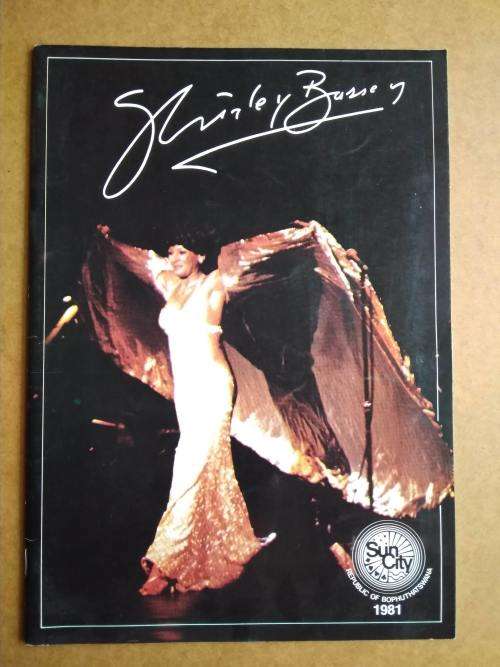 Shirley Bassey
Sun
City
REPUBLIC OF BOPHUTHATSWANA
1981